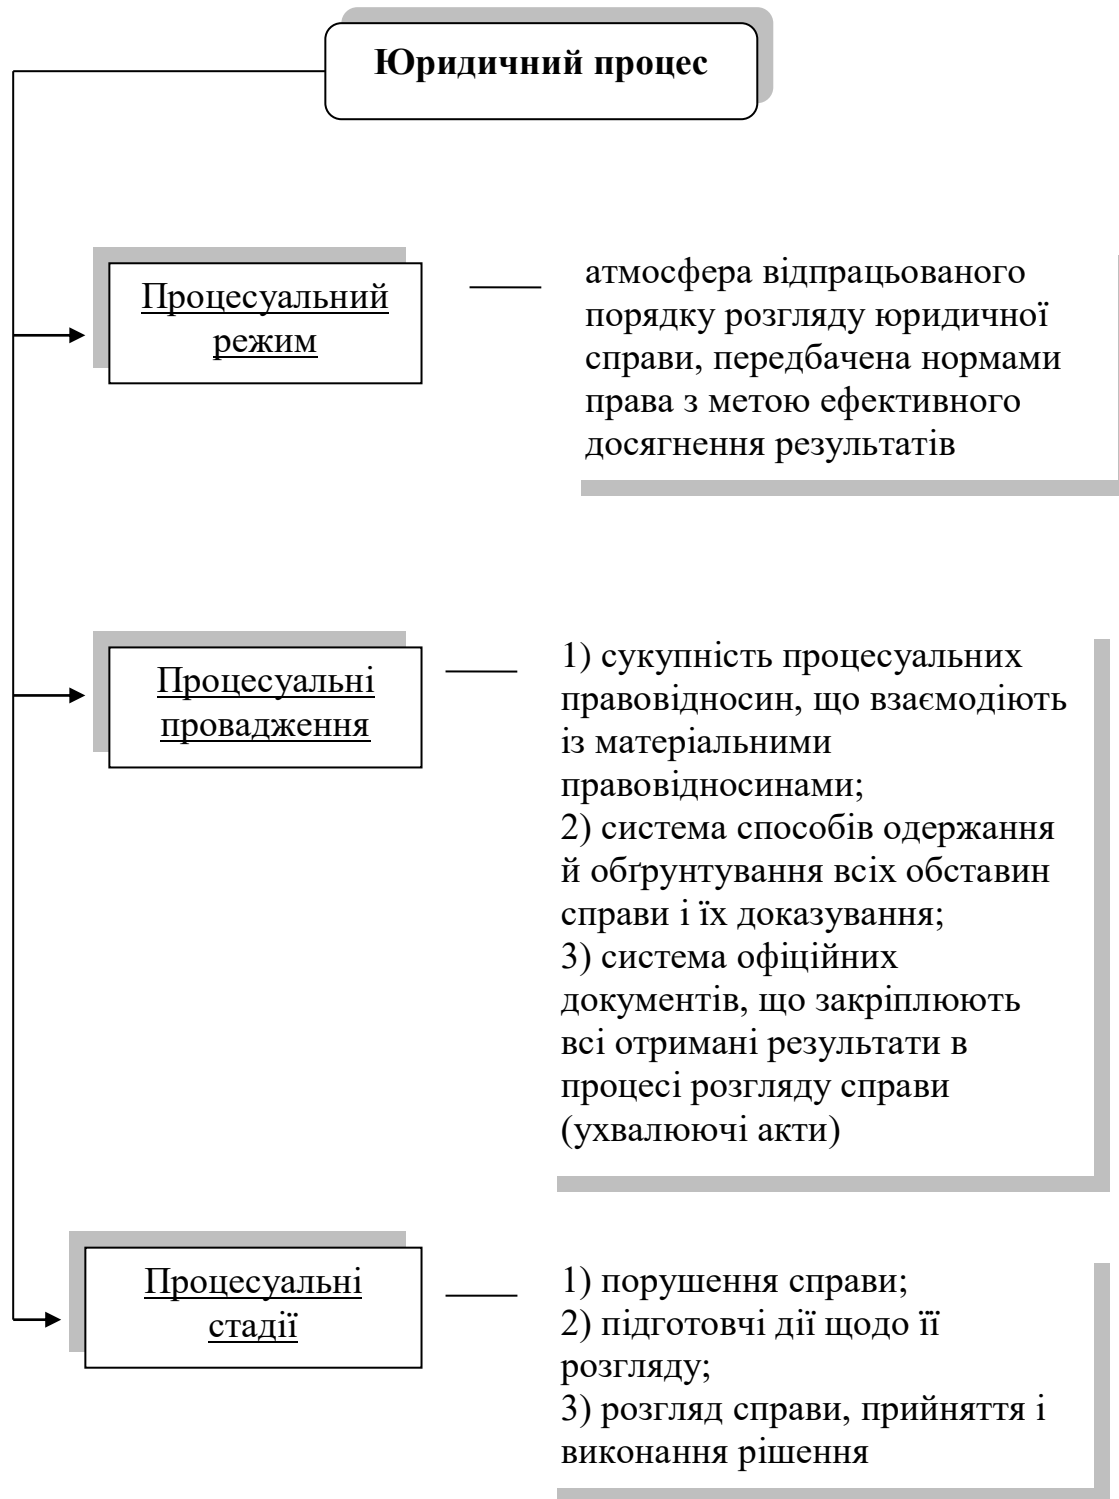 Юридичний процес
Процесуальний
режим
атмосфера відпрацьованого
порядку розгляду юридичної
справи, передбачена нормами
права з метою ефективного
досягнення результатів
Процесуальні
провадження
1) сукупність процесуальних
правовідносин, що взаємодіють
із матеріальними
правовідносинами;
2) система способів одержання
й обґрунтування всіх обставин
справи і їх доказування;
3) система офіційних
документів, що закріплюють
всі отримані результати в
процесі розгляду справи
(ухвалюючі акти)
Процесуальні
стадії
1) порушення справи;
2) підготовчі дії щодо її
розгляду;
3) розгляд справи, прийняття і
виконання рішення